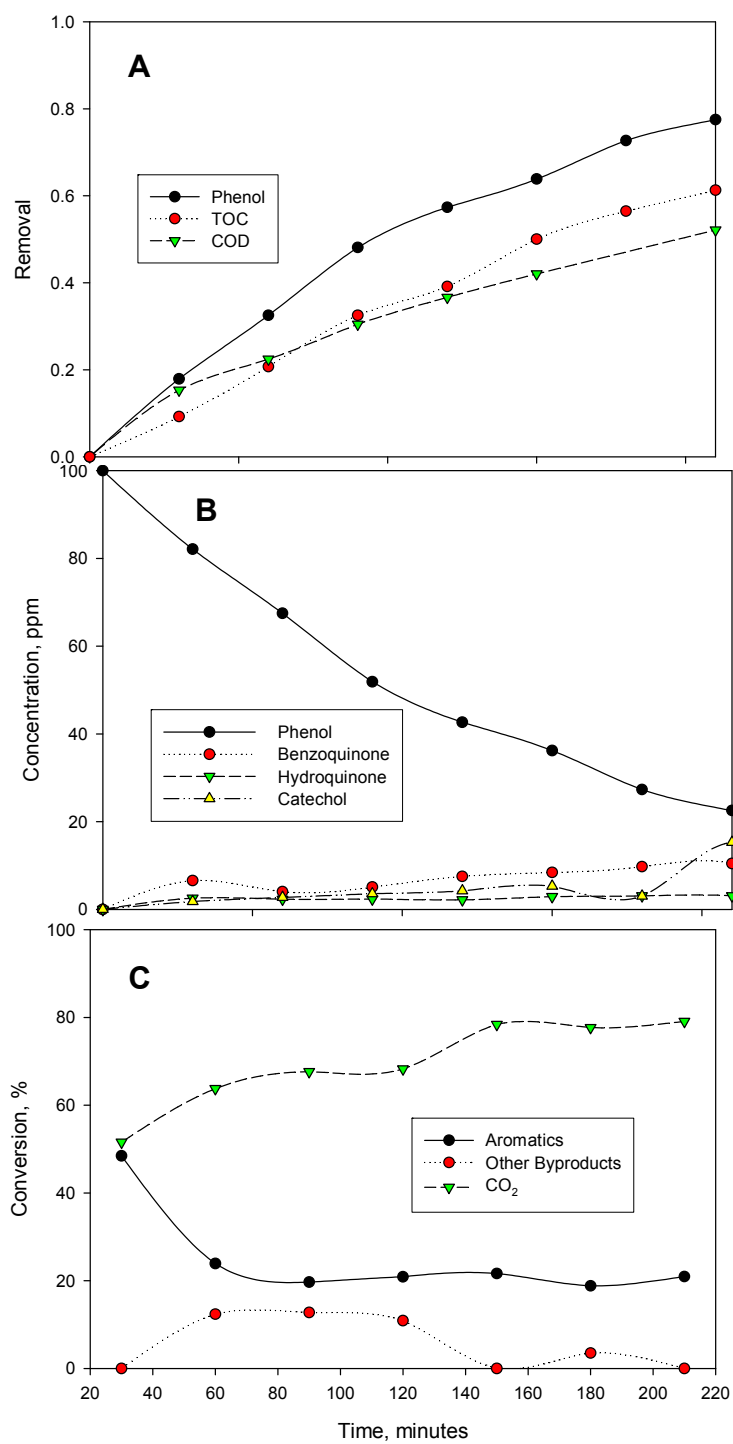 A
1.0
0.8
0.6
0.4
0.2
0.0
Removal
Phenol
TOC
COD
B
100
80
60
40
20
0
Concentration, ppm
Phenol
Benzoquinone
Hydroquinone
Catechol
C
100
80
60
40
20
0
Conversion, %
Aromatics
Other Byproducts
CO₂
20 40 60 80 100 120 140 160 180 200 220
Time, minutes